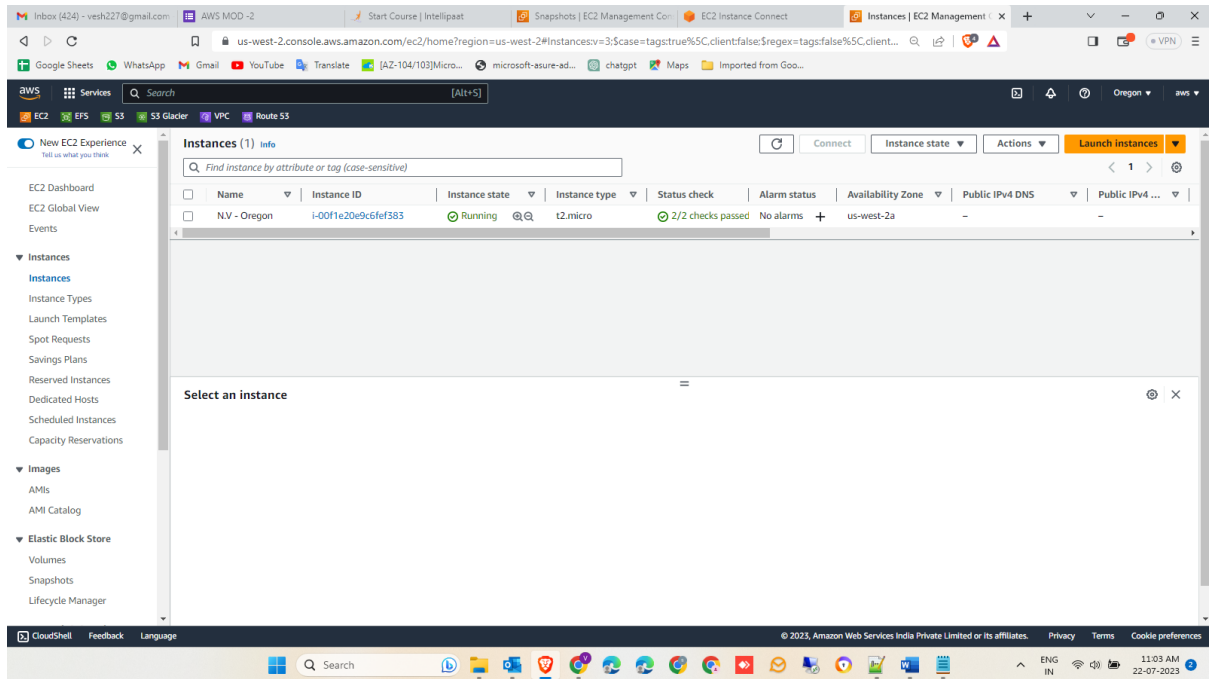 Inbox (424) - vesh227@gmail.com AWS MOD -2 Start Course | Intellipaat Snapshots | EC2 Management Con EC2 Instance Connect Instances | EC2 Management C
us-west-2.console.aws.amazon.com/ec2/home?region=us-west-2#Instances:v=3;$case=tags:true%5C,client:false;$regex=tags:false%5C,client... VPN
Google Sheets WhatsApp Gmail YouTube Translate [AZ-104/103]Micro... microsoft-asure-ad... chatgpt Maps Imported from Goo...
aws Services Search [Alt+S] Oregon aws
EC2 EFS S3 S3 Glacier VPC Route 53
New EC2 Experience
Tell us what you think
EC2 Dashboard
EC2 Global View
Events
Instances
Instances
Instance Types
Launch Templates
Spot Requests
Savings Plans
Reserved Instances
Dedicated Hosts
Scheduled Instances
Capacity Reservations
Images
AMIs
AMI Catalog
Elastic Block Store
Volumes
Snapshots
Lifecycle Manager
Instances (1) Info Connect Instance state Actions Launch instances
Find instance by attribute or tag (case-sensitive) 1
Name Instance ID Instance state Instance type Status check Alarm status Availability Zone Public IPv4 DNS Public IPv4 ...
N.V - Oregon i-00f1e20e9c6fef383 Running t2.micro 2/2 checks passed No alarms + us-west-2a – –
Select an instance
CloudShell Feedback Language © 2023, Amazon Web Services India Private Limited or its affiliates. Privacy Terms Cookie preferences
Search ENG 11:03 AM 2
IN 22-07-2023